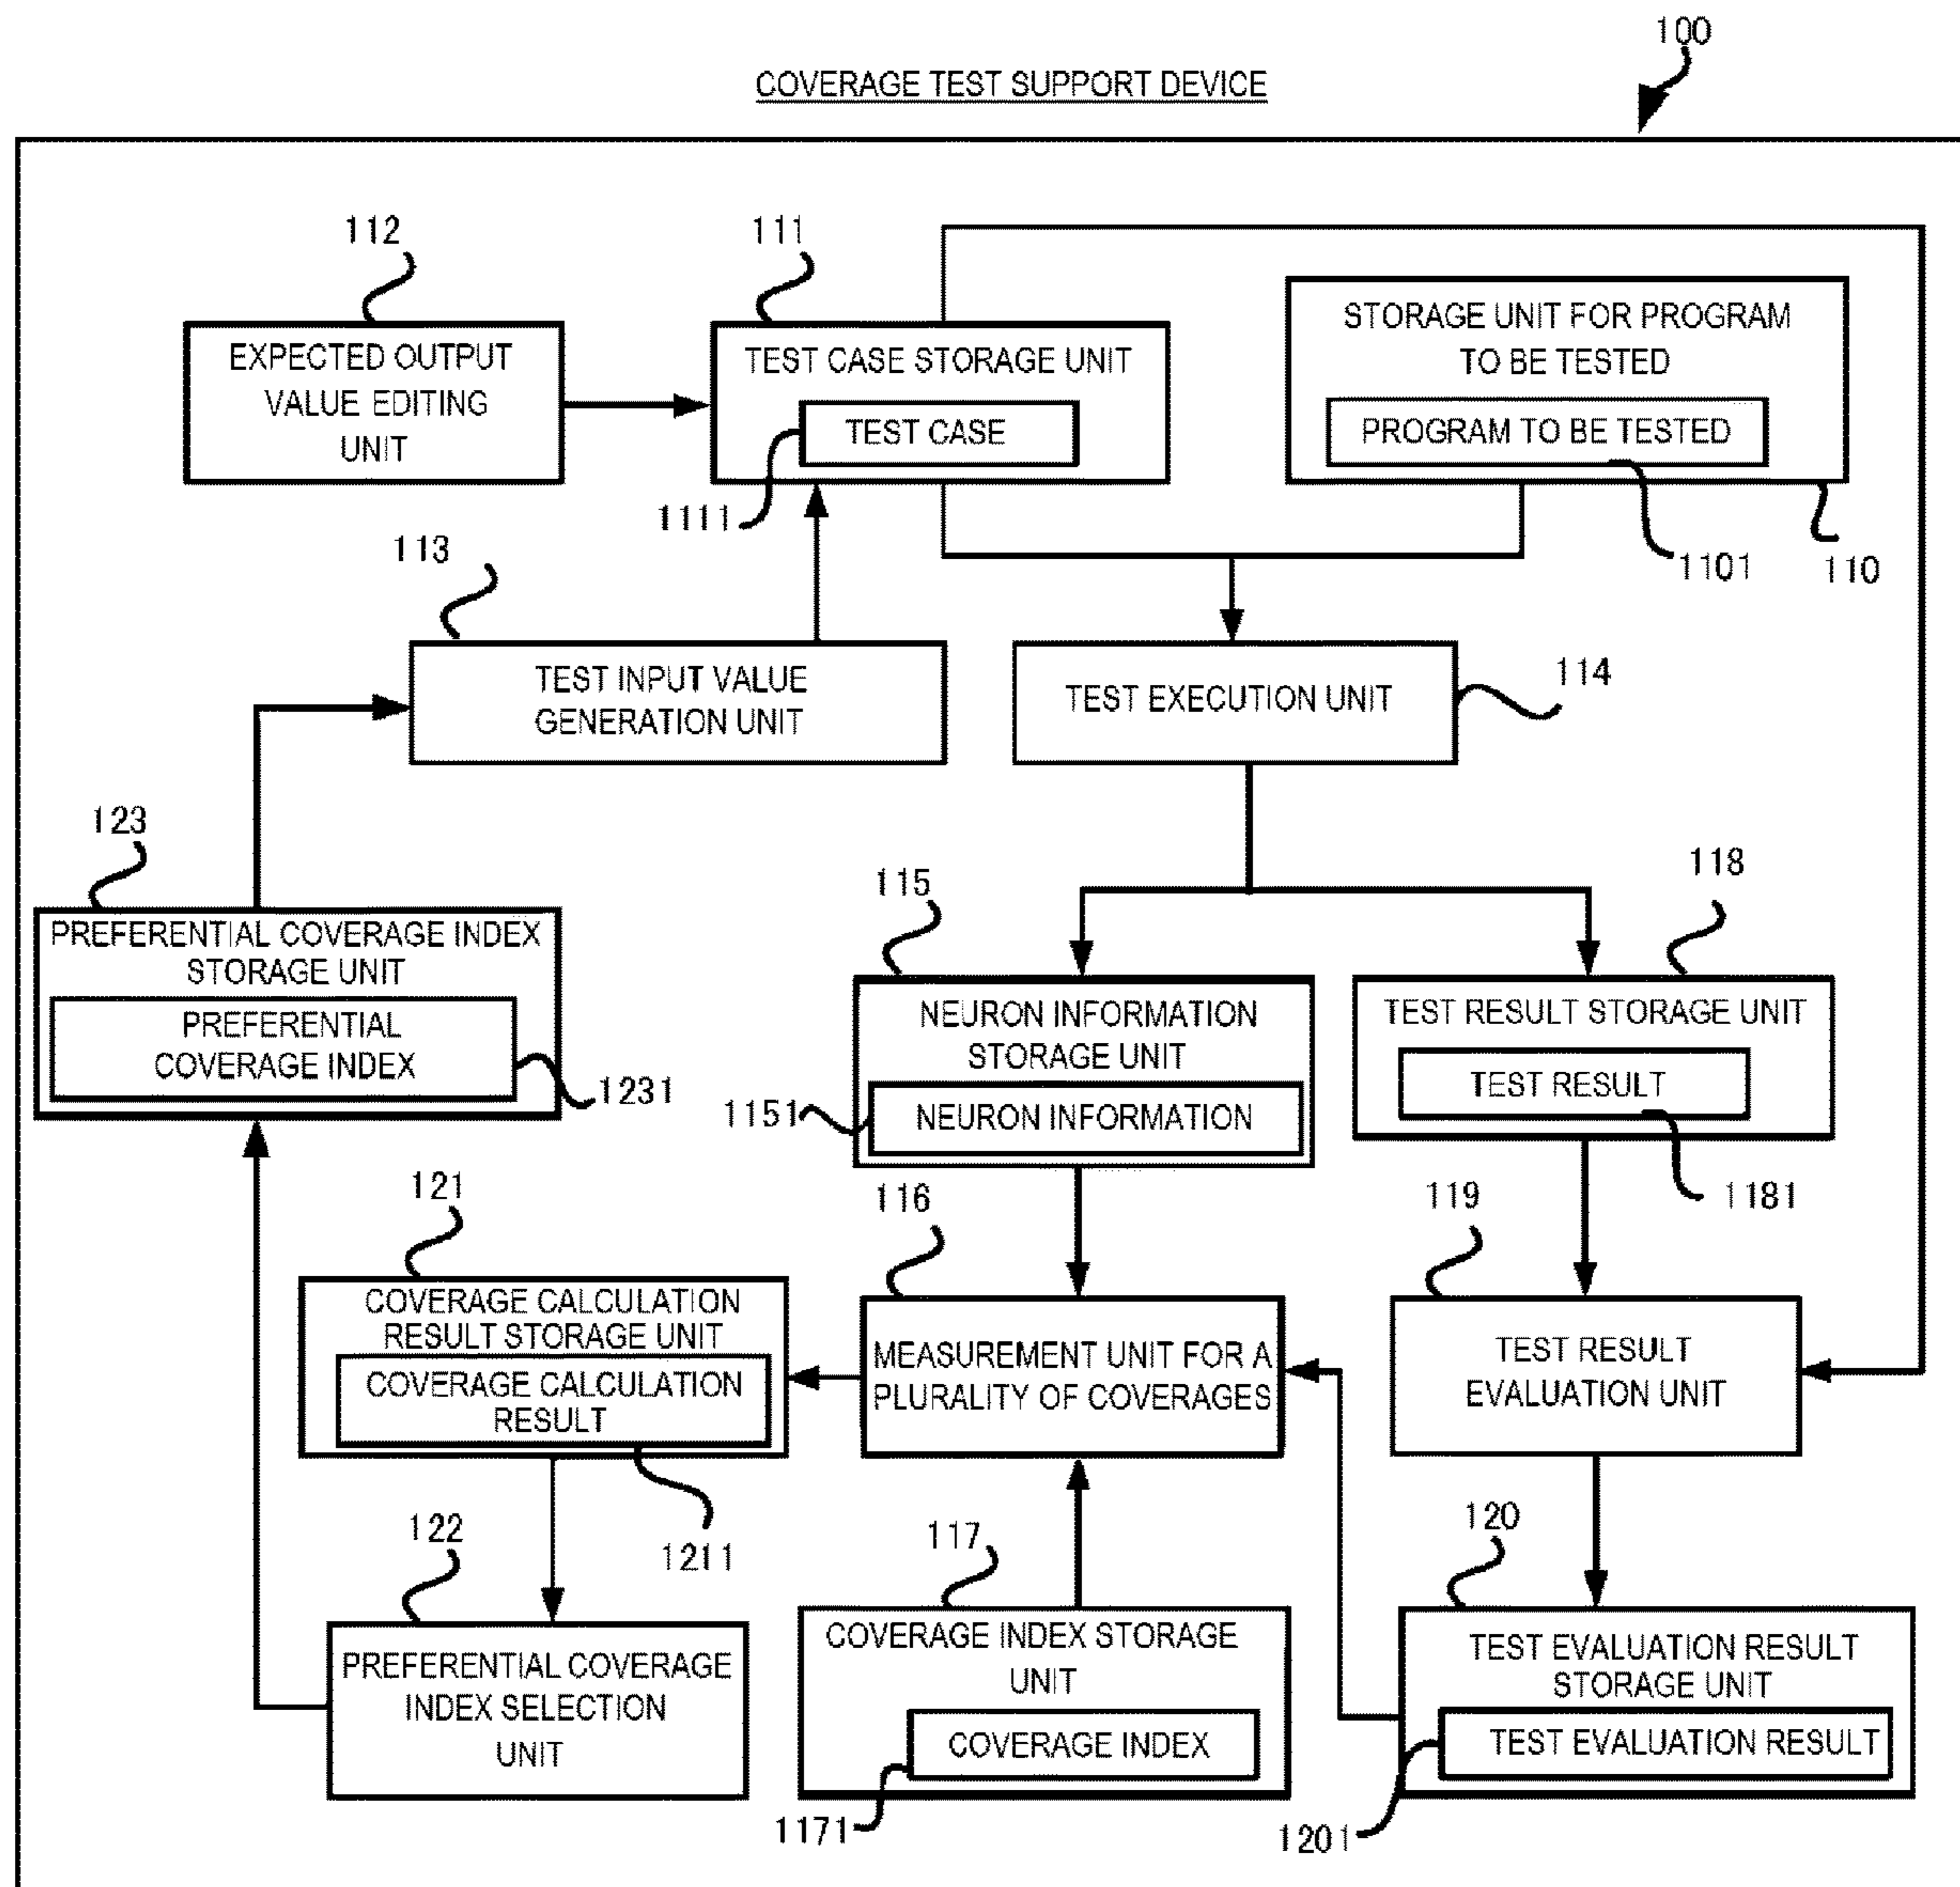 100
COVERAGE TEST SUPPORT DEVICE
112
111
EXPECTED OUTPUT
VALUE EDITING
UNIT
TEST CASE STORAGE UNIT
TEST CASE
1111
STORAGE UNIT FOR PROGRAM
TO BE TESTED
PROGRAM TO BE TESTED
1101
110
113
TEST INPUT VALUE
GENERATION UNIT
TEST EXECUTION UNIT
114
123
PREFERENTIAL COVERAGE INDEX
STORAGE UNIT
PREFERENTIAL
COVERAGE INDEX
1231
115
NEURON INFORMATION
STORAGE UNIT
NEURON INFORMATION
1151
118
TEST RESULT STORAGE UNIT
TEST RESULT
1181
121
COVERAGE CALCULATION
RESULT STORAGE UNIT
COVERAGE CALCULATION
RESULT
1211
116
MEASUREMENT UNIT FOR A
PLURALITY OF COVERAGES
119
TEST RESULT
EVALUATION UNIT
122
PREFERENTIAL COVERAGE
INDEX SELECTION
UNIT
117
COVERAGE INDEX STORAGE
UNIT
COVERAGE INDEX
1171
120
TEST EVALUATION RESULT
STORAGE UNIT
TEST EVALUATION RESULT
1201